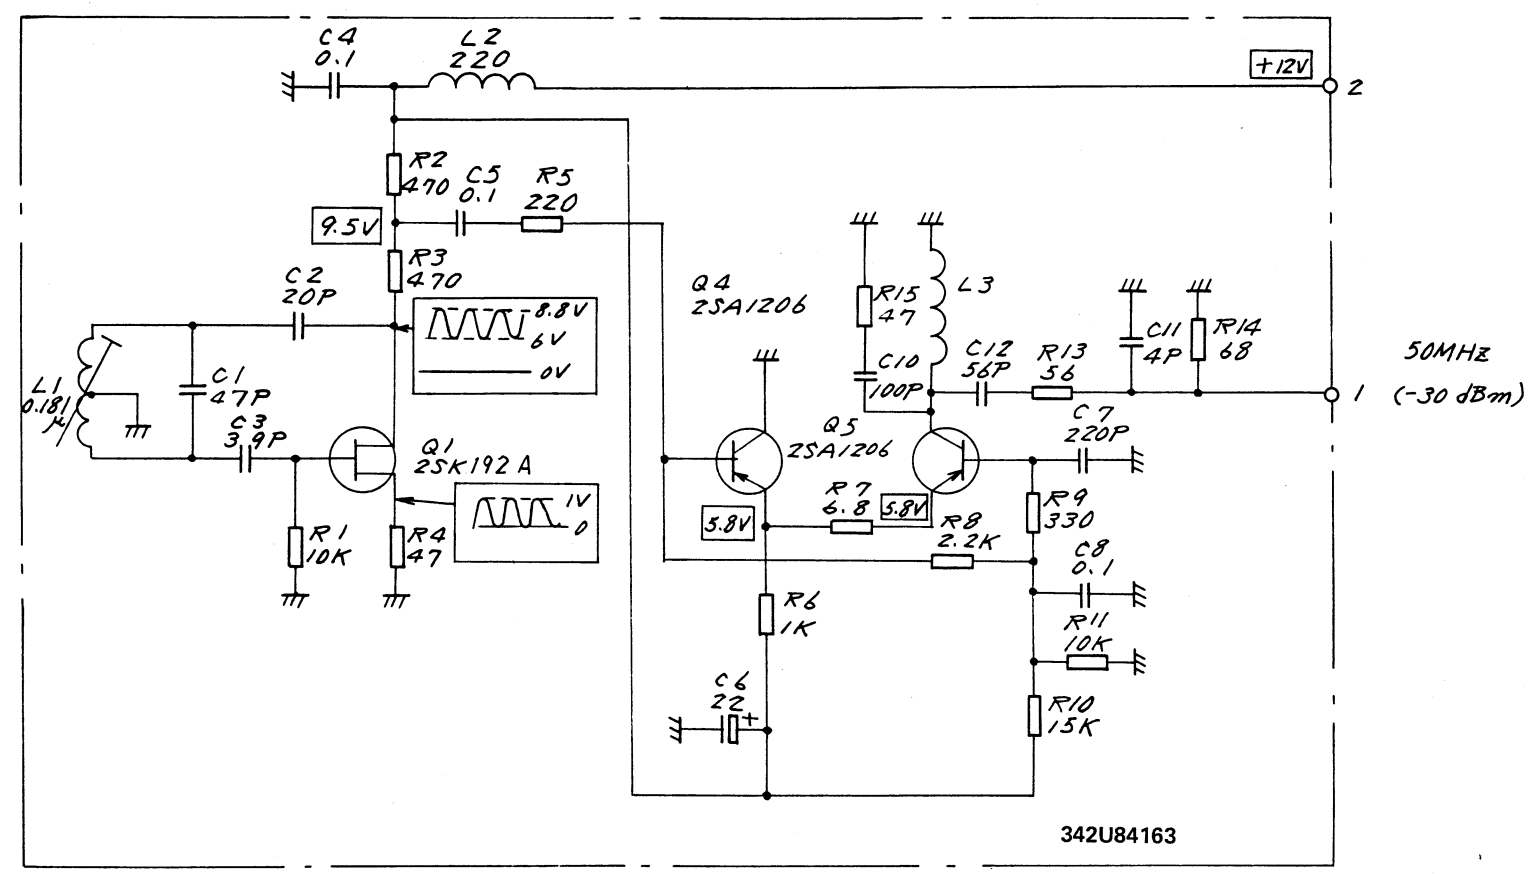 C4
0.1
L2
220
+12V
2
R2
470
C5
0.1
R5
220
9.5V
R3
470
C2
20P
8.8V
6V
0V
L1
0.181
μ
C1
47P
C3
3.9P
Q1
2SK192A
1V
0
R1
10K
R4
47
Q4
2SA1206
R15
47
L3
C10
100P
C12
56P
R13
56
C11
4P
R14
68
50MHz
1 (-30 dBm)
Q5
2SA1206
C7
220P
R7
6.8
5.8V
5.8V
R8
2.2K
R9
330
C8
0.1
R6
1K
R11
10K
C6
22
+
R10
15K
342U84163